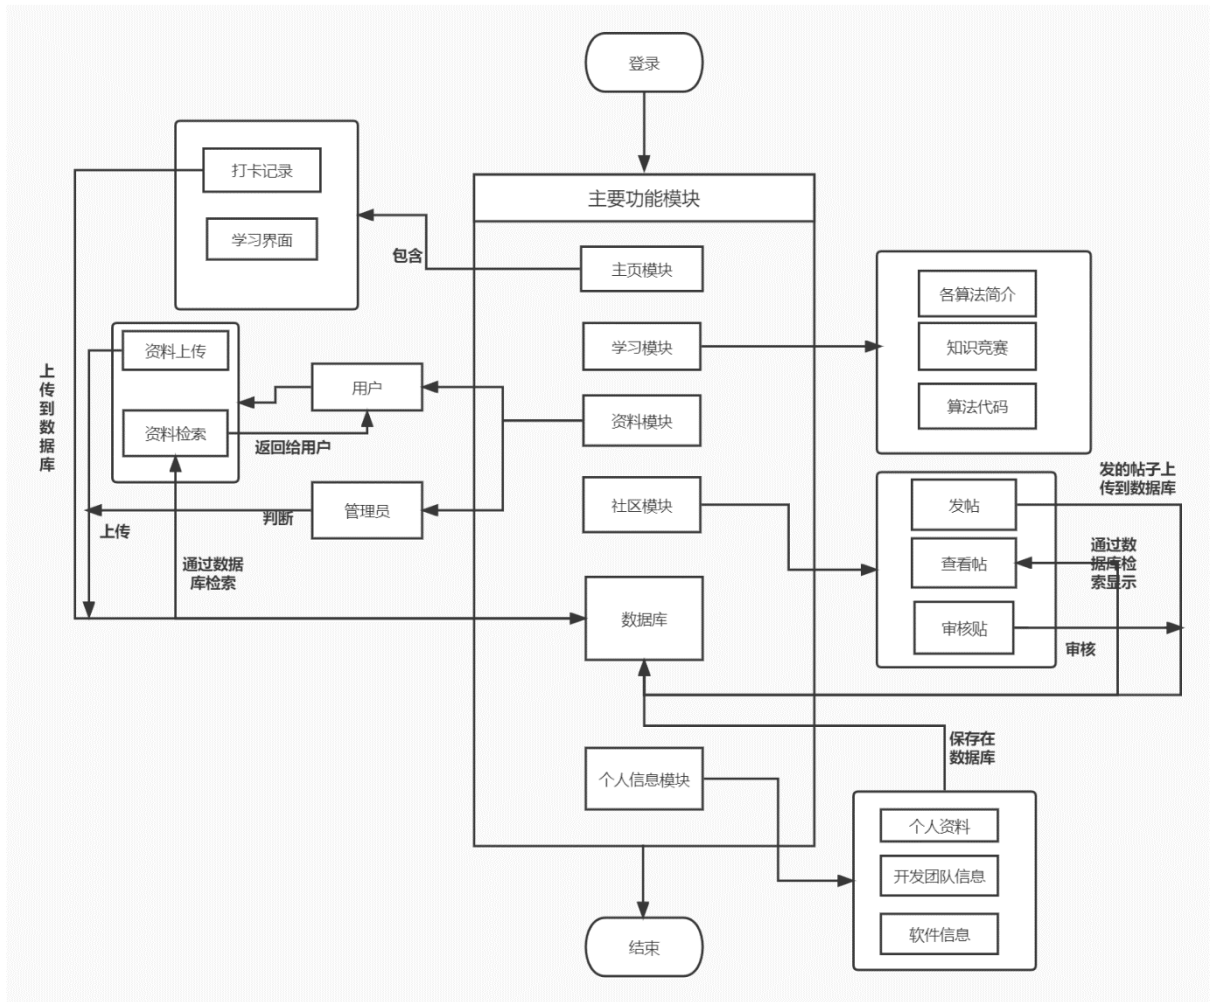 登录
主要功能模块
打卡记录
学习界面
包含
主页模块
各算法简介
学习模块
知识竞赛
算法代码
资料上传
用户
资料模块
资料检索
返回给用户
上
传
到
数
据
库
社区模块
管理员
判断
上传
通过数据
库检索
发的帖子上
传到数据库
发帖
查看帖
通过数
据库检
索显示
审核贴
审核
数据库
保存在
数据库
个人信息模块
个人资料
开发团队信息
软件信息
结束